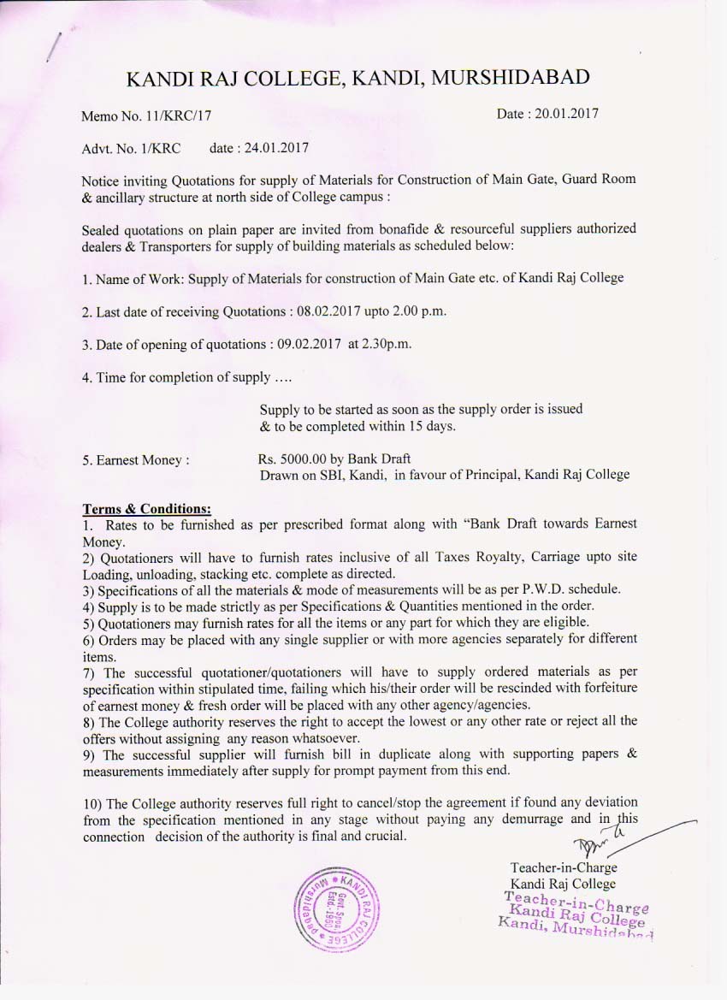 KANDI RAJ COLLEGE, KANDI, MURSHIDABAD
Memo No. 11/KRC/17 Date : 20.01.2017
Advt. No. 1/KRC date : 24.01.2017
Notice inviting Quotations for supply of Materials for Construction of Main Gate, Guard Room
& ancillary structure at north side of College campus :
Sealed quotations on plain paper are invited from bonafide & resourceful suppliers authorized
dealers & Transporters for supply of building materials as scheduled below:
1. Name of Work: Supply of Materials for construction of Main Gate etc. of Kandi Raj College
2. Last date of receiving Quotations : 08.02.2017 upto 2.00 p.m.
3. Date of opening of quotations : 09.02.2017 at 2.30p.m.
4. Time for completion of supply ….
Supply to be started as soon as the supply order is issued
& to be completed within 15 days.
5. Earnest Money : Rs. 5000.00 by Bank Draft
Drawn on SBI, Kandi, in favour of Principal, Kandi Raj College
Terms & Conditions:
1. Rates to be furnished as per prescribed format along with “Bank Draft towards Earnest
Money.
2) Quotationers will have to furnish rates inclusive of all Taxes Royalty, Carriage upto site
Loading, unloading, stacking etc. complete as directed.
3) Specifications of all the materials & mode of measurements will be as per P.W.D. schedule.
4) Supply is to be made strictly as per Specifications & Quantities mentioned in the order.
5) Quotationers may furnish rates for all the items or any part for which they are eligible.
6) Orders may be placed with any single supplier or with more agencies separately for different
items.
7) The successful quotationer/quotationers will have to supply ordered materials as per
specification within stipulated time, failing which his/their order will be rescinded with forfeiture
of earnest money & fresh order will be placed with any other agency/agencies.
8) The College authority reserves the right to accept the lowest or any other rate or reject all the
offers without assigning any reason whatsoever.
9) The successful supplier will furnish bill in duplicate along with supporting papers &
measurements immediately after supply for prompt payment from this end.
10) The College authority reserves full right to cancel/stop the agreement if found any deviation
from the specification mentioned in any stage without paying any demurrage and in this
connection decision of the authority is final and crucial.
Teacher-in-Charge
Kandi Raj College
Teacher-in-Charge
Kandi Raj College
Kandi, Murshidabad
KANDI RAJ COLLEGE * Murshidabad *
Govt. Spon.
Estd.-1950